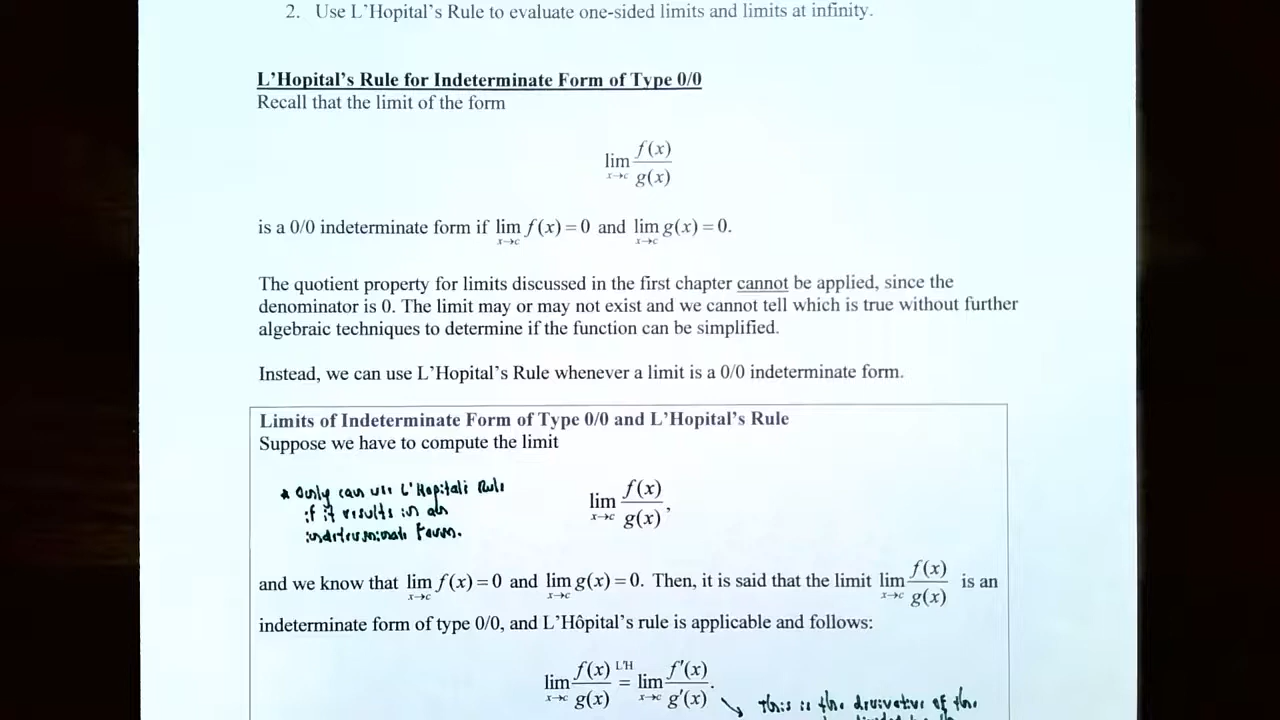 2. Use L'Hopital's Rule to evaluate one-sided limits and limits at infinity.
L'Hopital's Rule for Indeterminate Form of Type 0/0
Recall that the limit of the form
lim x→c f(x)/g(x)
is a 0/0 indeterminate form if lim x→c f(x) = 0 and lim x→c g(x) = 0.
The quotient property for limits discussed in the first chapter cannot be applied, since the
denominator is 0. The limit may or may not exist and we cannot tell which is true without further
algebraic techniques to determine if the function can be simplified.
Instead, we can use L'Hopital's Rule whenever a limit is a 0/0 indeterminate form.
Limits of Indeterminate Form of Type 0/0 and L'Hopital's Rule
Suppose we have to compute the limit
* Only can use L'Hopitali Rule
if it results in an
indeterminate form.
lim x→c f(x)/g(x),
and we know that lim x→c f(x) = 0 and lim x→c g(x) = 0. Then, it is said that the limit lim x→c f(x)/g(x) is an
indeterminate form of type 0/0, and L'Hôpital's rule is applicable and follows:
lim x→c f(x)/g(x) L'H = lim x→c f'(x)/g'(x).
↘ this is the derivative of the